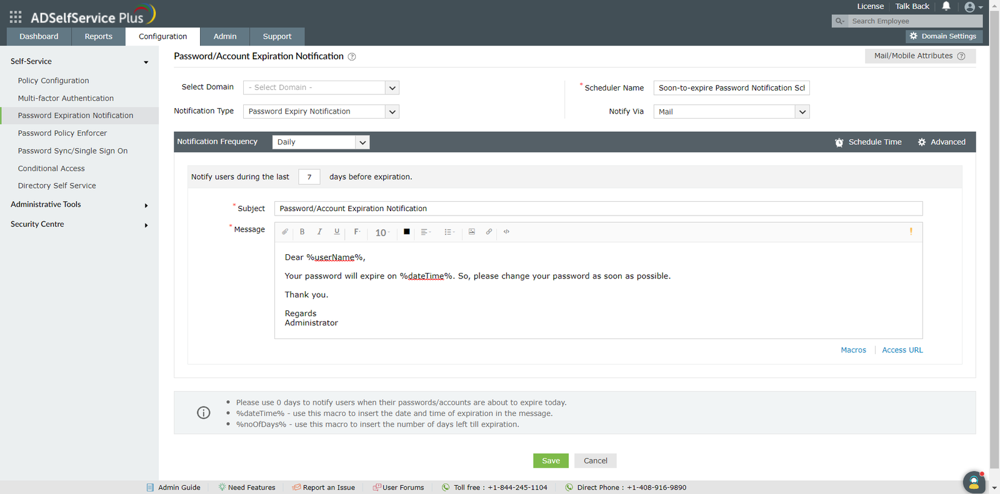 License
Talk Back
ADSelfService Plus
Search Employee
Dashboard
Reports
Configuration
Admin
Support
Domain Settings
Self-Service
Policy Configuration
Multi-factor Authentication
Password Expiration Notification
Password Policy Enforcer
Password Sync/Single Sign On
Conditional Access
Directory Self Service
Administrative Tools
Security Centre
Password/Account Expiration Notification ?
Mail/Mobile Attributes ?
Select Domain
- Select Domain -
* Scheduler Name
Soon-to-expire Password Notification Scl
Notification Type
Password Expiry Notification
Notify Via
Mail
Notification Frequency
Daily
Schedule Time
Advanced
Notify users during the last 7 days before expiration.
* Subject
Password/Account Expiration Notification
* Message
B I U F 10 !
Dear %userName%,
Your password will expire on %dateTime%. So, please change your password as soon as possible.
Thank you.
Regards
Administrator
Macros
Access URL
• Please use 0 days to notify users when their passwords/accounts are about to expire today.
• %dateTime% - use this macro to insert the date and time of expiration in the message.
• %noOfDays% - use this macro to insert the number of days left till expiration.
Save
Cancel
Admin Guide
Need Features
Report an Issue
User Forums
Toll free : +1-844-245-1104
Direct Phone : +1-408-916-9890